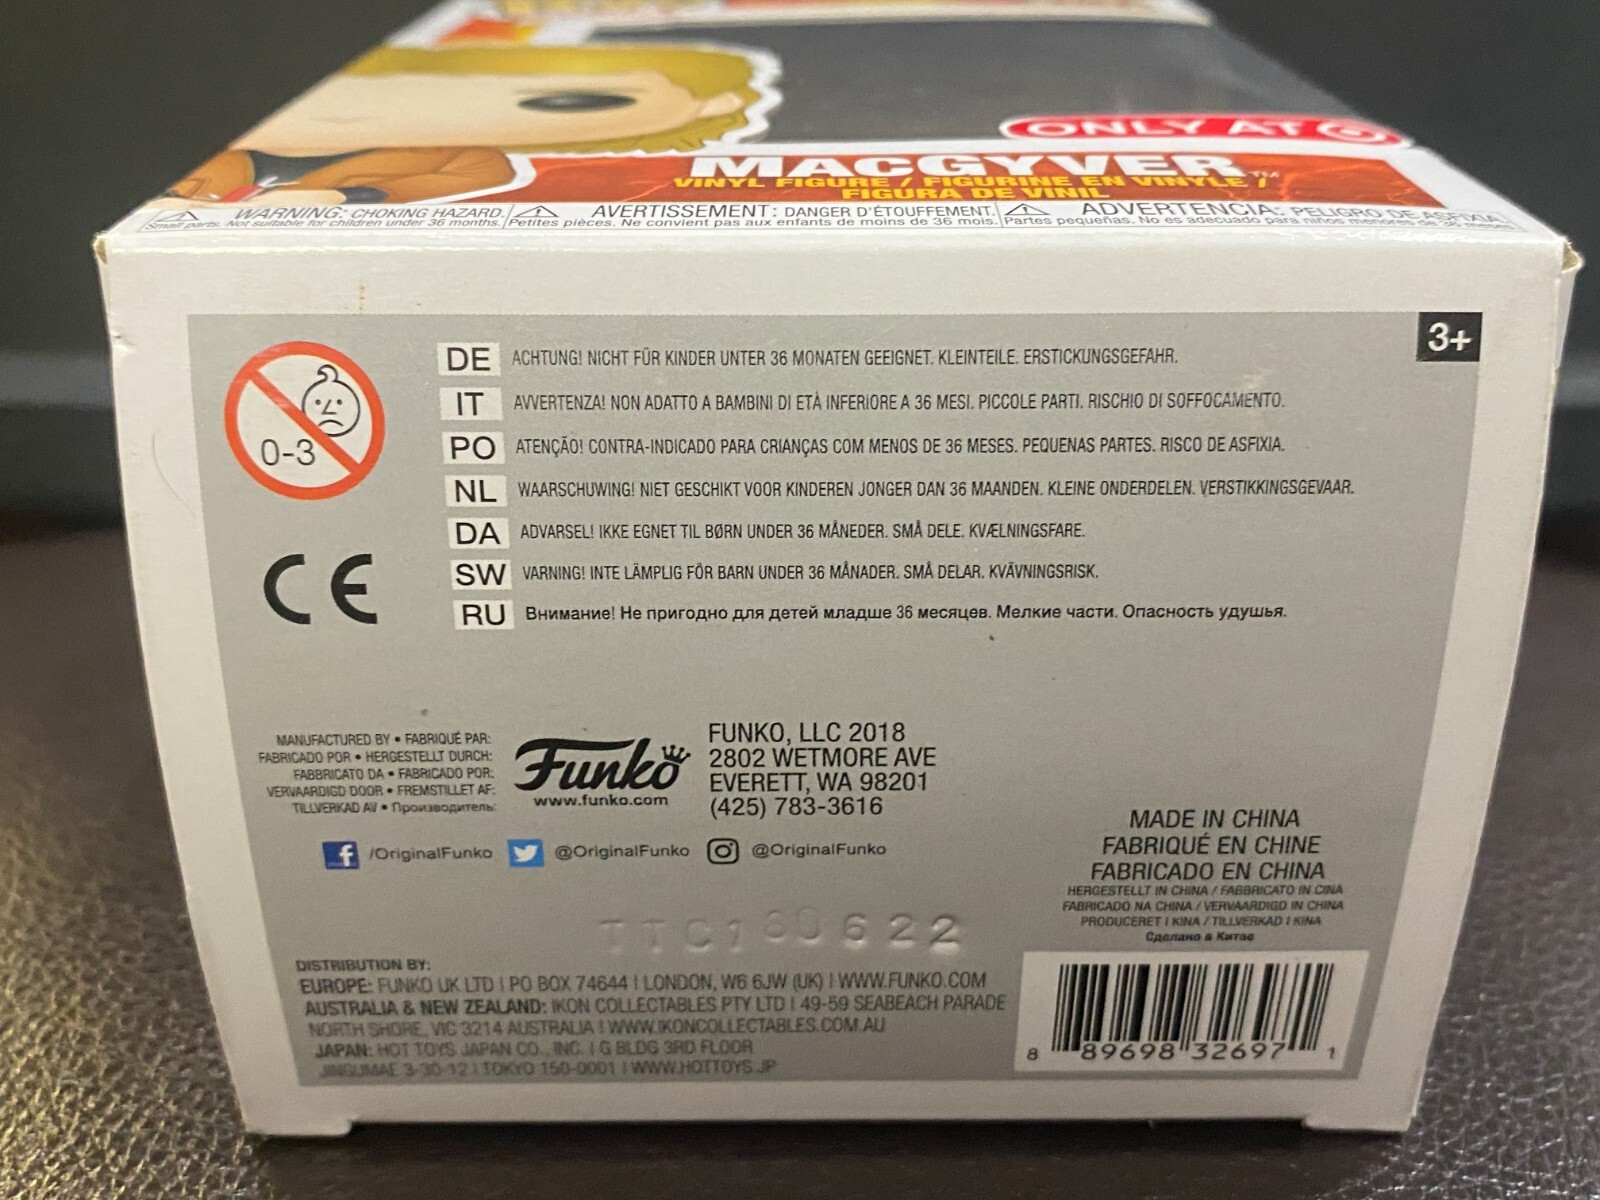 ONLY AT
MACGYVER™
VINYL FIGURE / FIGURINE EN VINYLE /
FIGURA DE VINIL
WARNING: CHOKING HAZARD.
Small parts. Not suitable for children under 36 months.
AVERTISSEMENT: DANGER D'ÉTOUFFEMENT.
Petites pièces. Ne convient pas aux enfants de moins de 36 mois.
ADVERTENCIA: PELIGRO DE ASFIXIA.
Partes pequeñas. No es adecuado para niños menores de 36 meses.
3+
0-3
DE ACHTUNG! NICHT FÜR KINDER UNTER 36 MONATEN GEEIGNET. KLEINTEILE. ERSTICKUNGSGEFAHR.
IT AVVERTENZA! NON ADATTO A BAMBINI DI ETÀ INFERIORE A 36 MESI. PICCOLE PARTI. RISCHIO DI SOFFOCAMENTO.
PO ATENÇÃO! CONTRA-INDICADO PARA CRIANÇAS COM MENOS DE 36 MESES. PEQUENAS PARTES. RISCO DE ASFIXIA.
NL WAARSCHUWING! NIET GESCHIKT VOOR KINDEREN JONGER DAN 36 MAANDEN. KLEINE ONDERDELEN. VERSTIKKINGSGEVAAR.
DA ADVARSEL! IKKE EGNET TIL BØRN UNDER 36 MÅNEDER. SMÅ DELE. KVÆLNINGSFARE.
SW VARNING! INTE LÄMPLIG FÖR BARN UNDER 36 MÅNADER. SMÅ DELAR. KVÄVNINGSRISK.
RU Внимание! Не пригодно для детей младше 36 месяцев. Мелкие части. Опасность удушья.
CE
MANUFACTURED BY • FABRIQUÉ PAR:
FABRICADO POR • HERGESTELLT DURCH:
FABBRICATO DA • FABRICADO POR:
VERVAARDIGD DOOR • FREMSTILLET AF:
TILLVERKAD AV • Производитель:
Funko
www.funko.com
FUNKO, LLC 2018
2802 WETMORE AVE
EVERETT, WA 98201
(425) 783-3616
/OriginalFunko @OriginalFunko @OriginalFunko
MADE IN CHINA
FABRIQUÉ EN CHINE
FABRICADO EN CHINA
HERGESTELLT IN CHINA / FABBRICATO IN CINA
FABRICADO NA CHINA / VERVAARDIGD IN CHINA
PRODUCERET I KINA / TILLVERKAD I KINA
Сделано в Китае
TTC180622
DISTRIBUTION BY:
EUROPE: FUNKO UK LTD | PO BOX 74644 | LONDON, W6 6JW (UK) | WWW.FUNKO.COM
AUSTRALIA & NEW ZEALAND: IKON COLLECTABLES PTY LTD | 49-59 SEABEACH PARADE
NORTH SHORE, VIC 3214 AUSTRALIA | WWW.IKONCOLLECTABLES.COM.AU
JAPAN: HOT TOYS JAPAN CO., INC. | G BLDG 3RD FLOOR
JINGUMAE 3-30-12 | TOKYO 150-0001 | WWW.HOTTOYS.JP
8 89698 32697 1